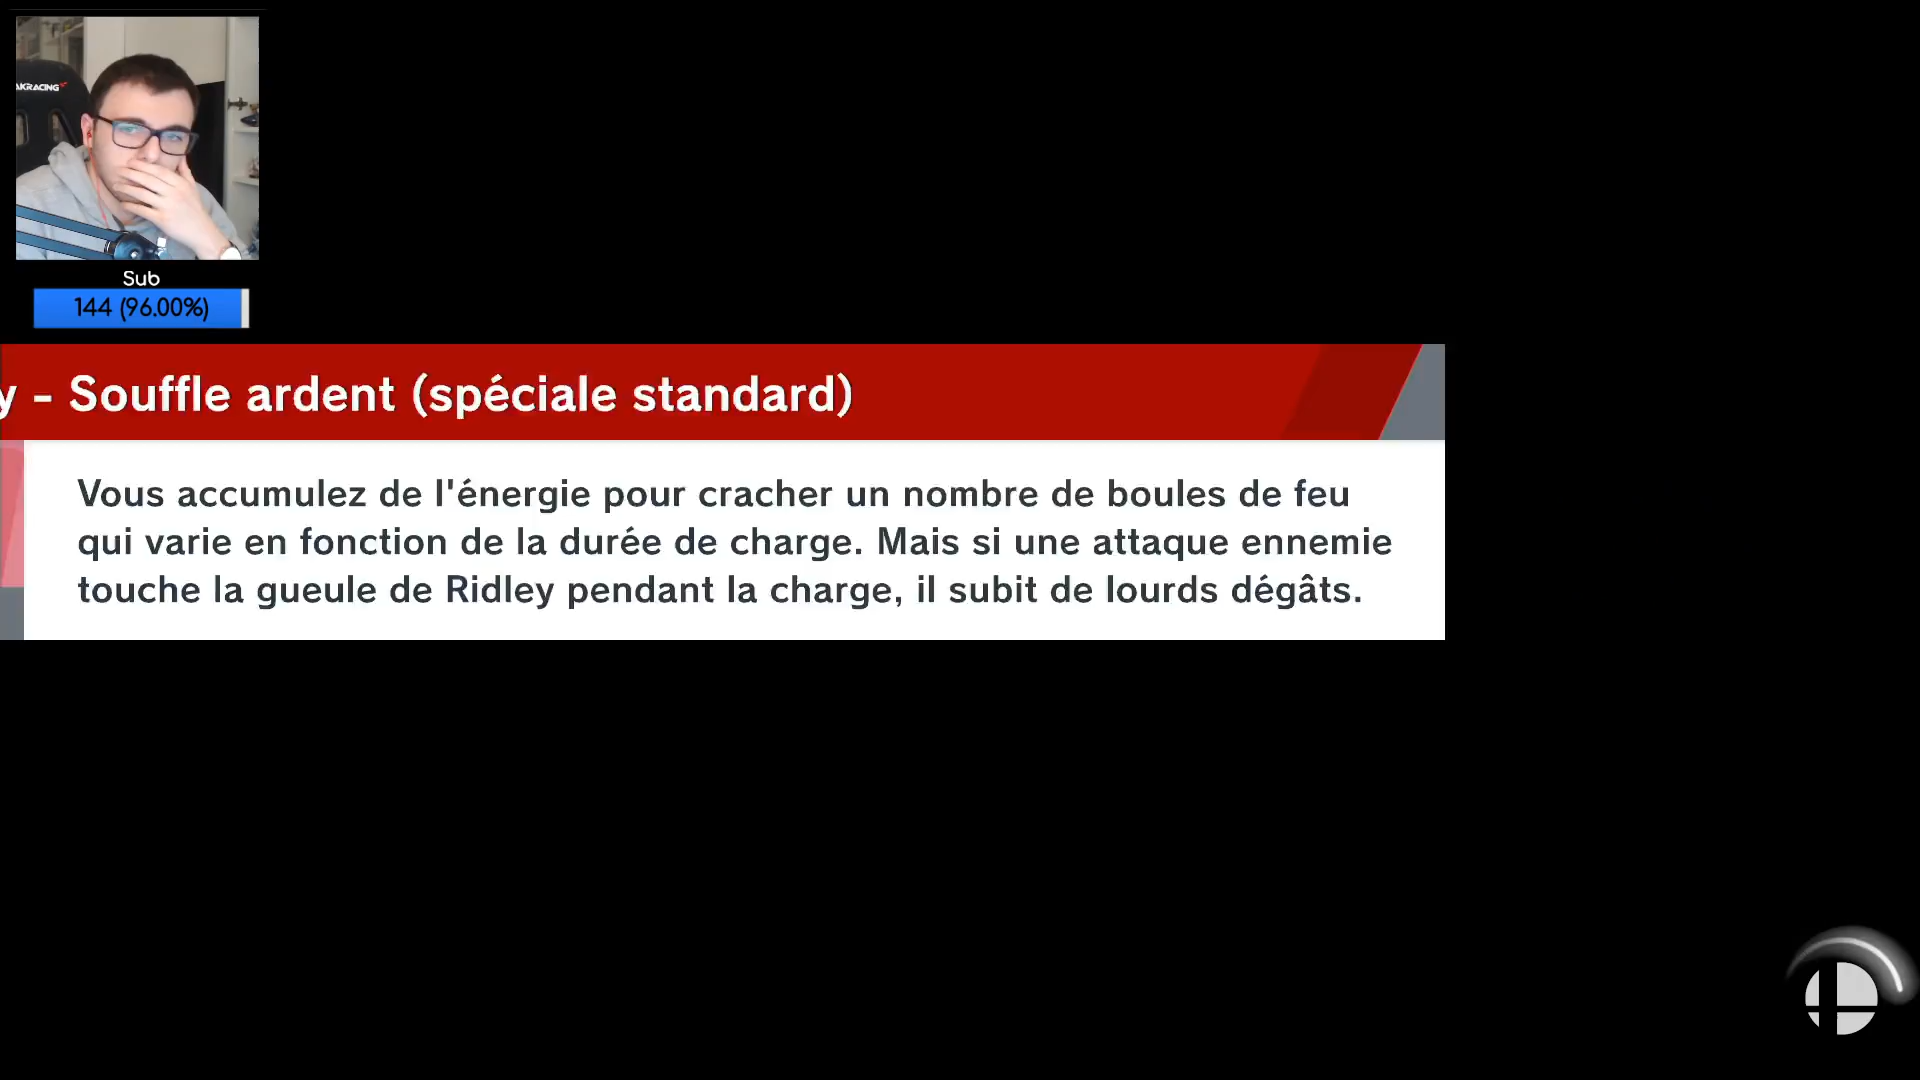 AKRACING
Sub
144 (96.00%)
y - Souffle ardent (spéciale standard)
Vous accumulez de l'énergie pour cracher un nombre de boules de feu
qui varie en fonction de la durée de charge. Mais si une attaque ennemie
touche la gueule de Ridley pendant la charge, il subit de lourds dégâts.